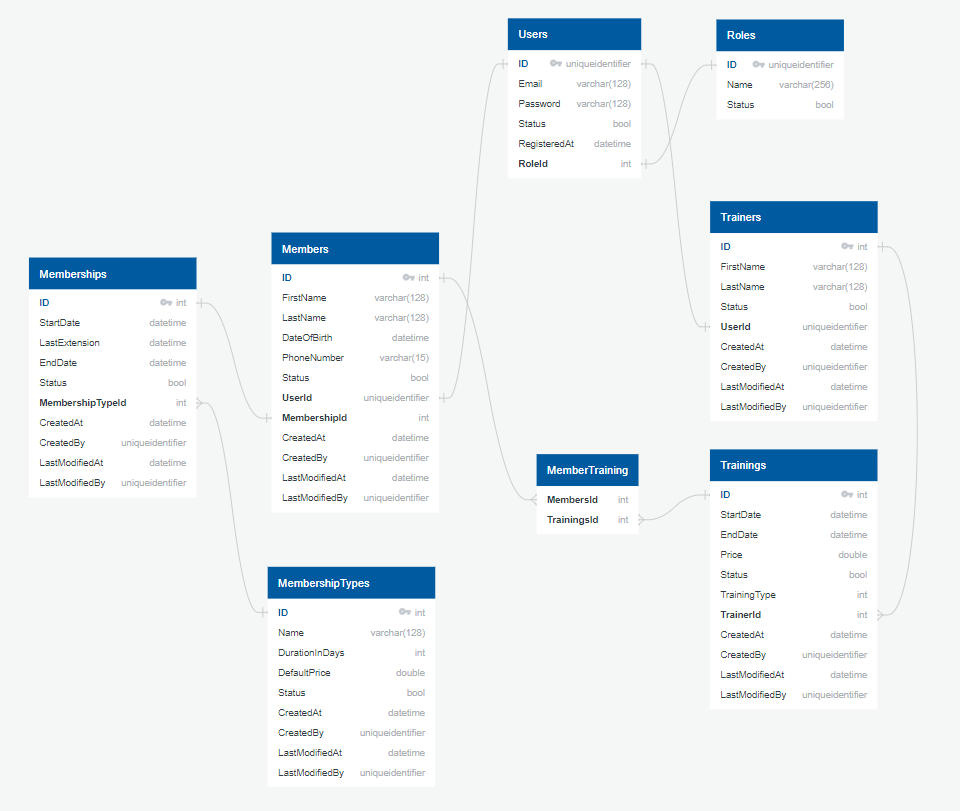 Users
ID uniqueidentifier
Email varchar(128)
Password varchar(128)
Status bool
RegisteredAt datetime
RoleId int
Roles
ID uniqueidentifier
Name varchar(256)
Status bool
Trainers
ID int
FirstName varchar(128)
LastName varchar(128)
Status bool
UserId uniqueidentifier
CreatedAt datetime
CreatedBy uniqueidentifier
LastModifiedAt datetime
LastModifiedBy uniqueidentifier
Members
ID int
FirstName varchar(128)
LastName varchar(128)
DateOfBirth datetime
PhoneNumber varchar(15)
Status bool
UserId uniqueidentifier
MembershipId int
CreatedAt datetime
CreatedBy uniqueidentifier
LastModifiedAt datetime
LastModifiedBy uniqueidentifier
Memberships
ID int
StartDate datetime
LastExtension datetime
EndDate datetime
Status bool
MembershipTypeId int
CreatedAt datetime
CreatedBy uniqueidentifier
LastModifiedAt datetime
LastModifiedBy uniqueidentifier
MemberTraining
MembersId int
TrainingsId int
Trainings
ID int
StartDate datetime
EndDate datetime
Price double
Status bool
TrainingType int
TrainerId int
CreatedAt datetime
CreatedBy uniqueidentifier
LastModifiedAt datetime
LastModifiedBy uniqueidentifier
MembershipTypes
ID int
Name varchar(128)
DurationInDays int
DefaultPrice double
Status bool
CreatedAt datetime
CreatedBy uniqueidentifier
LastModifiedAt datetime
LastModifiedBy uniqueidentifier